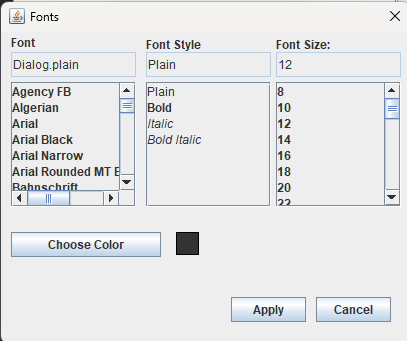 Fonts
Font
Font Style
Font Size:
Dialog.plain
Plain
12
Agency FB
Algerian
Arial
Arial Black
Arial Narrow
Arial Rounded MT B
Bahnschrift
Plain
Bold
Italic
Bold Italic
8
10
12
14
16
18
20
22
Choose Color
Apply
Cancel